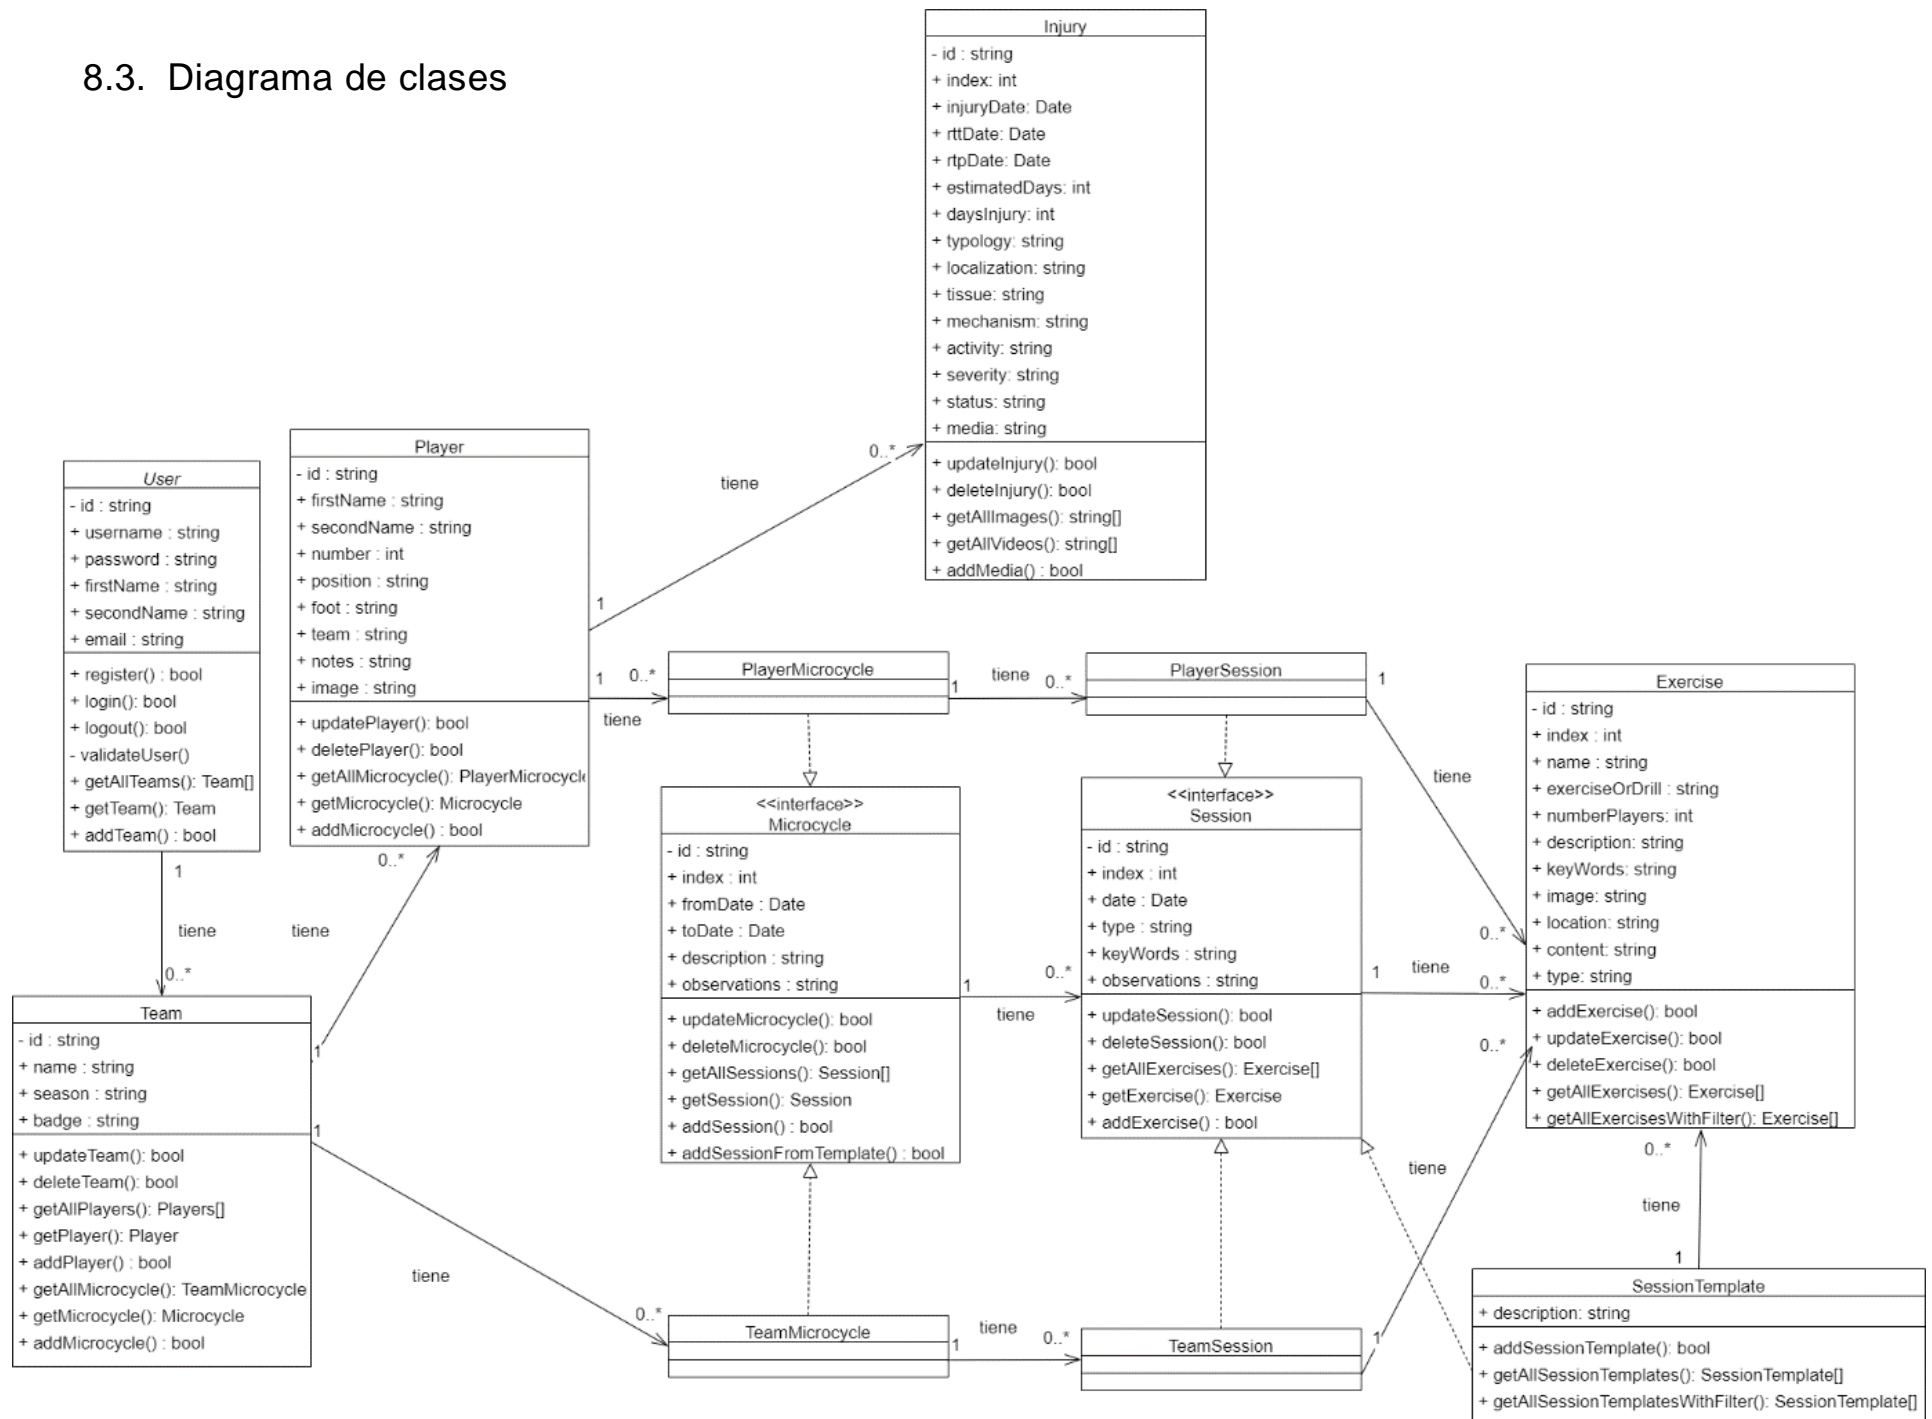 8.3. Diagrama de clases
Injury
- id : string
+ index: int
+ injuryDate: Date
+ rttDate: Date
+ rtpDate: Date
+ estimatedDays: int
+ daysInjury: int
+ typology: string
+ localization: string
+ tissue: string
+ mechanism: string
+ activity: string
+ severity: string
+ status: string
+ media: string
+ updateInjury(): bool
+ deleteInjury(): bool
+ getAllImages(): string[]
+ getAllVideos(): string[]
+ addMedia() : bool
User
- id : string
+ username : string
+ password : string
+ firstName : string
+ secondName : string
+ email : string
+ register() : bool
+ login(): bool
+ logout(): bool
- validateUser()
+ getAllTeams(): Team[]
+ getTeam(): Team
+ addTeam() : bool
1
tiene
0..*
Player
- id : string
+ firstName : string
+ secondName : string
+ number : int
+ position : string
+ foot : string
+ team : string
+ notes : string
+ image : string
+ updatePlayer(): bool
+ deletePlayer(): bool
+ getAllMicrocycle(): PlayerMicrocycle
+ getMicrocycle(): Microcycle
+ addMicrocycle() : bool
1
tiene
0..*
1
0..*
tiene
0..*
tiene
1
Team
- id : string
+ name : string
+ season : string
+ badge : string
+ updateTeam(): bool
+ deleteTeam(): bool
+ getAllPlayers(): Players[]
+ getPlayer(): Player
+ addPlayer() : bool
+ getAllMicrocycle(): TeamMicrocycle
+ getMicrocycle(): Microcycle
+ addMicrocycle() : bool
1
tiene
0..*
PlayerMicrocycle
1
tiene
0..*
PlayerSession
1
tiene
0..*
<<interface>>
Microcycle
- id : string
+ index : int
+ fromDate : Date
+ toDate : Date
+ description : string
+ observations : string
+ updateMicrocycle(): bool
+ deleteMicrocycle(): bool
+ getAllSessions(): Session[]
+ getSession(): Session
+ addSession() : bool
+ addSessionFromTemplate() : bool
1
tiene
0..*
<<interface>>
Session
- id : string
+ index : int
+ date : Date
+ type : string
+ keyWords : string
+ observations : string
+ updateSession(): bool
+ deleteSession(): bool
+ getAllExercises(): Exercise[]
+ getExercise(): Exercise
+ addExercise() : bool
1
tiene
0..*
Exercise
- id : string
+ index : int
+ name : string
+ exerciseOrDrill : string
+ numberPlayers: int
+ description: string
+ keyWords: string
+ image: string
+ location: string
+ content: string
+ type: string
+ addExercise(): bool
+ updateExercise(): bool
+ deleteExercise(): bool
+ getAllExercises(): Exercise[]
+ getAllExercisesWithFilter(): Exercise[]
0..*
tiene
1
TeamMicrocycle
1
tiene
0..*
TeamSession
1
tiene
0..*
SessionTemplate
+ description: string
+ addSessionTemplate(): bool
+ getAllSessionTemplates(): SessionTemplate[]
+ getAllSessionTemplatesWithFilter(): SessionTemplate[]